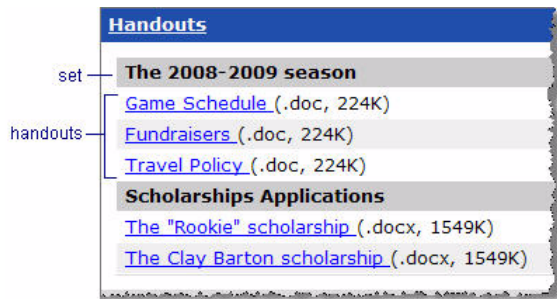 Handouts
set
The 2008-2009 season
handouts
Game Schedule (.doc, 224K)
Fundraisers (.doc, 224K)
Travel Policy (.doc, 224K)
Scholarships Applications
The "Rookie" scholarship (.docx, 1549K)
The Clay Barton scholarship (.docx, 1549K)